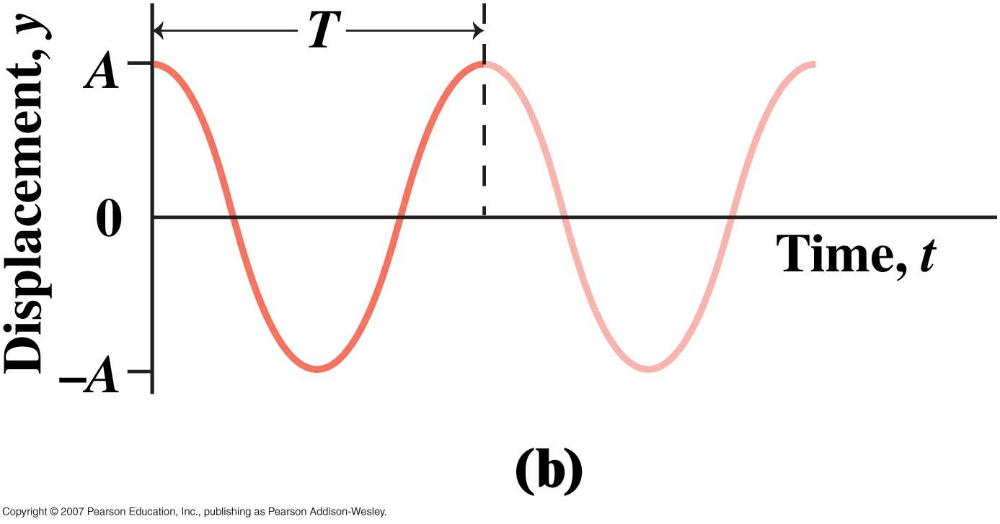 Displacement, y
T
A
0
–A
Time, t
(b)
Copyright © 2007 Pearson Education, Inc., publishing as Pearson Addison-Wesley.